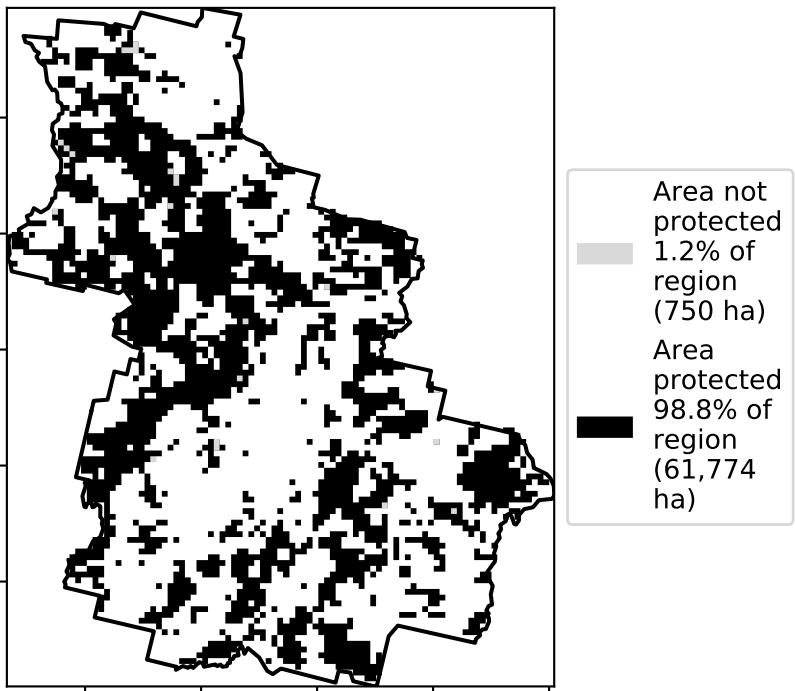 Area not
protected
1.2% of
region
(750 ha)
Area
protected
98.8% of
region
(61,774
ha)